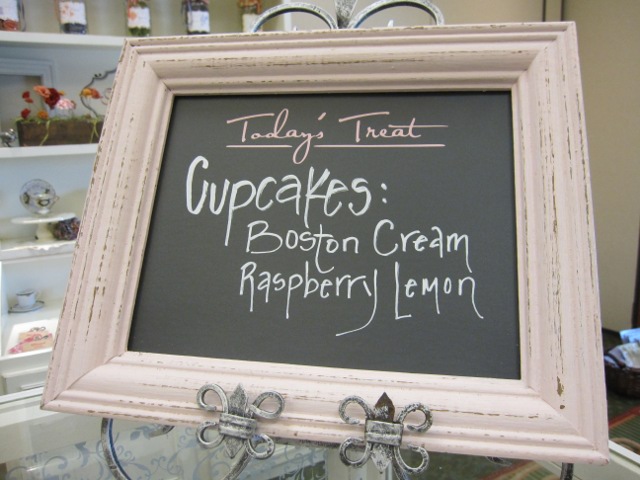 Today's Treat
Cupcakes:
Boston Cream
Raspberry Lemon